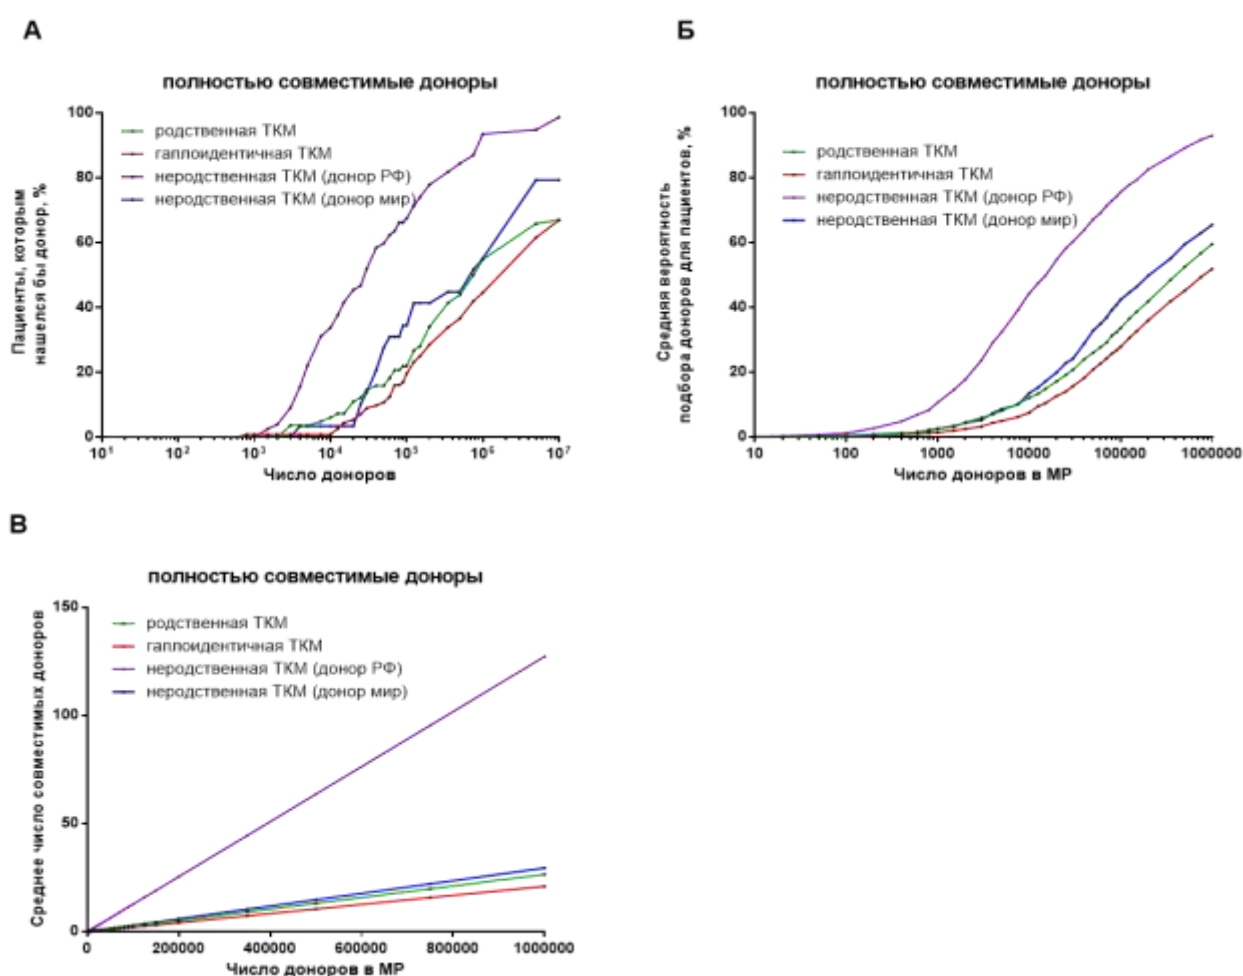 А
полностью совместимые доноры
Пациенты, которым
нашелся бы донор, %
100
80
60
40
20
0
родственная ТКМ
гаплоидентичная ТКМ
неродственная ТКМ (донор РФ)
неродственная ТКМ (донор мир)
10¹ 10² 10³ 10⁴ 10⁵ 10⁶ 10⁷
Число доноров
Б
полностью совместимые доноры
Средняя вероятность
подбора доноров для пациентов, %
100
80
60
40
20
0
родственная ТКМ
гаплоидентичная ТКМ
неродственная ТКМ (донор РФ)
неродственная ТКМ (донор мир)
10 100 1000 10000 100000 1000000
Число доноров в МР
В
полностью совместимые доноры
Среднее число совместимых доноров
150
100
50
0
родственная ТКМ
гаплоидентичная ТКМ
неродственная ТКМ (донор РФ)
неродственная ТКМ (донор мир)
0 200000 400000 600000 800000 1000000
Число доноров в МР